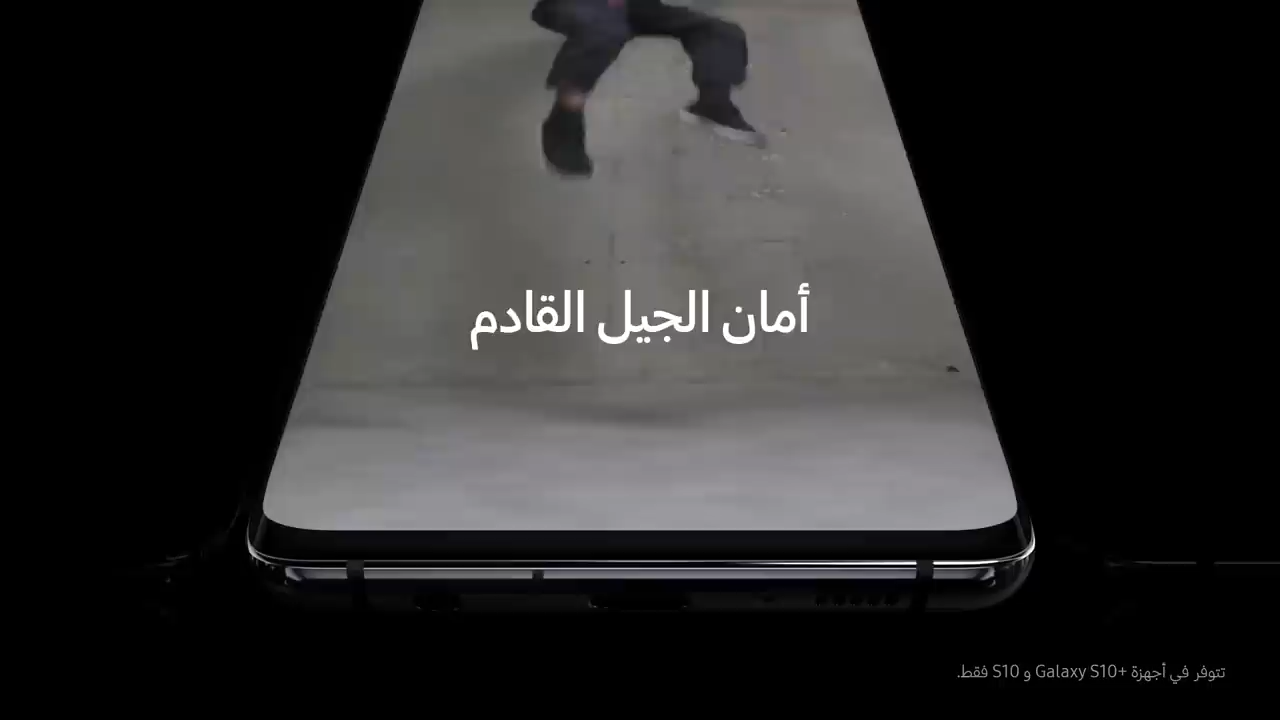 أمان الجيل القادم
تتوفر في أجهزة Galaxy S10+ و S10 فقط.